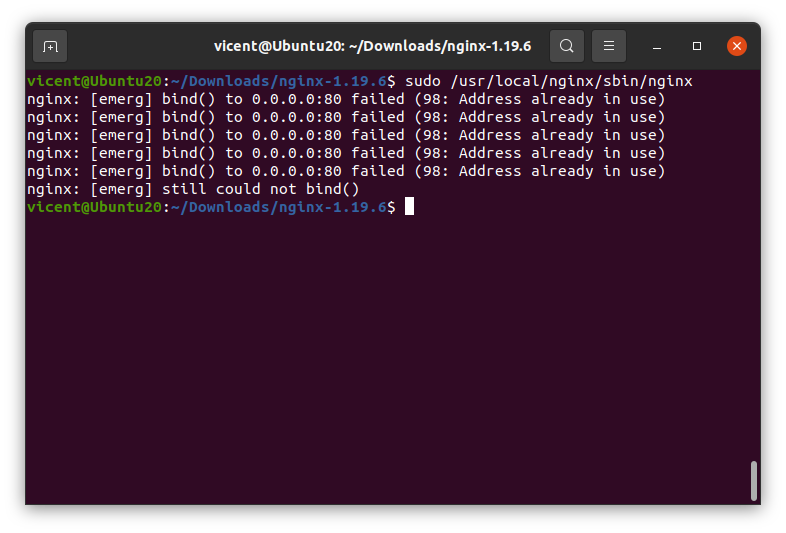 vicent@Ubuntu20: ~/Downloads/nginx-1.19.6
vicent@Ubuntu20:~/Downloads/nginx-1.19.6$ sudo /usr/local/nginx/sbin/nginx
nginx: [emerg] bind() to 0.0.0.0:80 failed (98: Address already in use)
nginx: [emerg] bind() to 0.0.0.0:80 failed (98: Address already in use)
nginx: [emerg] bind() to 0.0.0.0:80 failed (98: Address already in use)
nginx: [emerg] bind() to 0.0.0.0:80 failed (98: Address already in use)
nginx: [emerg] bind() to 0.0.0.0:80 failed (98: Address already in use)
nginx: [emerg] still could not bind()
vicent@Ubuntu20:~/Downloads/nginx-1.19.6$